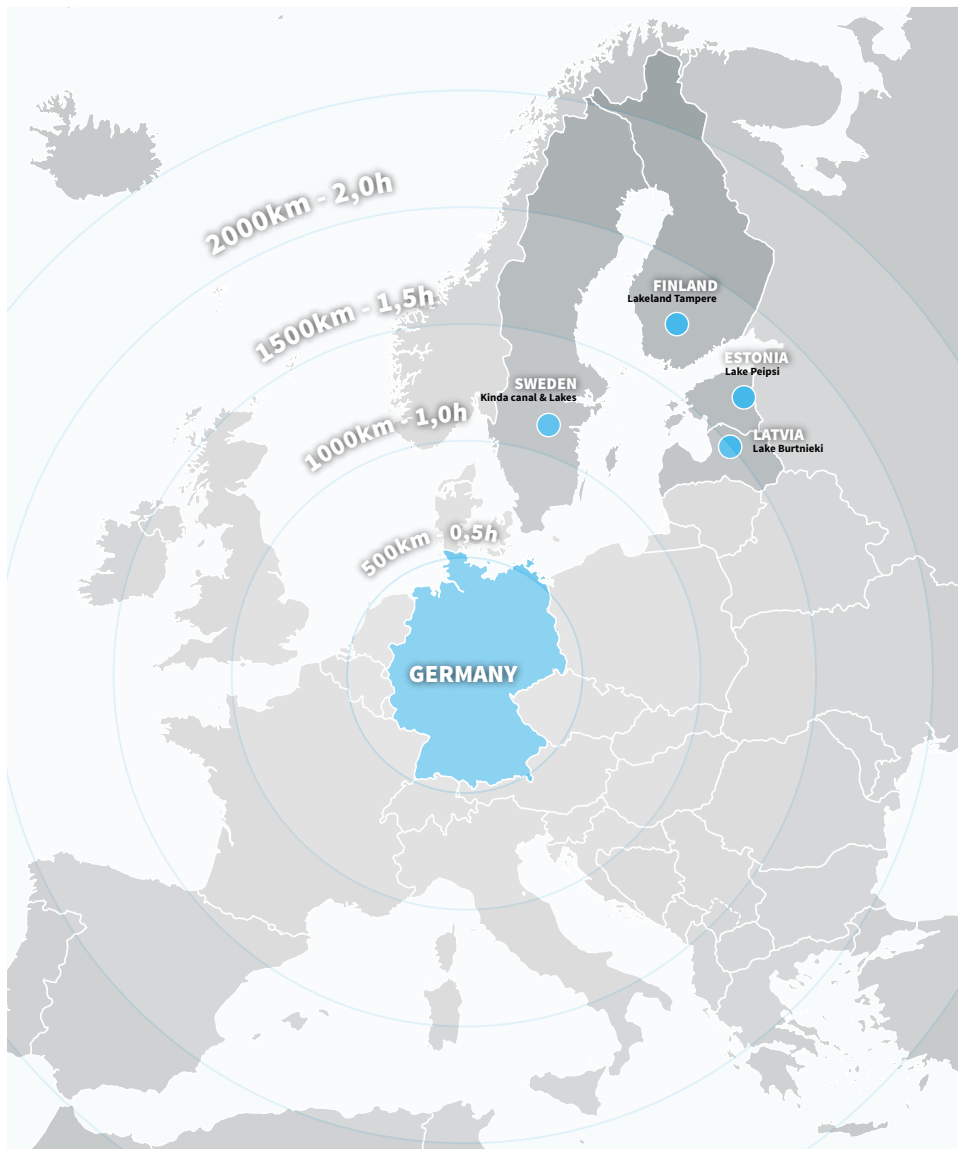 2000km - 2,0h
1500km - 1,5h
FINLAND
Lakeland Tampere
ESTONIA
Lake Peipsi
SWEDEN
Kinda canal & Lakes
1000km - 1,0h
LATVIA
Lake Burtnieki
500km - 0,5h
GERMANY